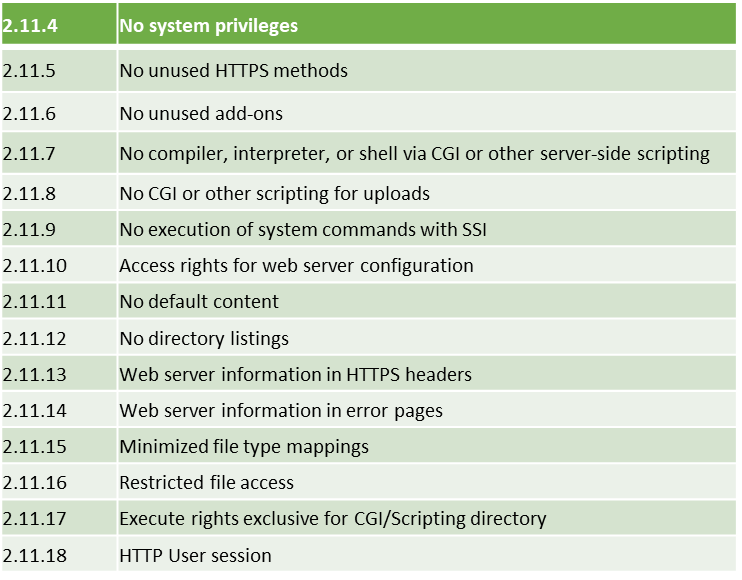 2.11.4 No system privileges
2.11.5 No unused HTTPS methods
2.11.6 No unused add-ons
2.11.7 No compiler, interpreter, or shell via CGI or other server-side scripting
2.11.8 No CGI or other scripting for uploads
2.11.9 No execution of system commands with SSI
2.11.10 Access rights for web server configuration
2.11.11 No default content
2.11.12 No directory listings
2.11.13 Web server information in HTTPS headers
2.11.14 Web server information in error pages
2.11.15 Minimized file type mappings
2.11.16 Restricted file access
2.11.17 Execute rights exclusive for CGI/Scripting directory
2.11.18 HTTP User session